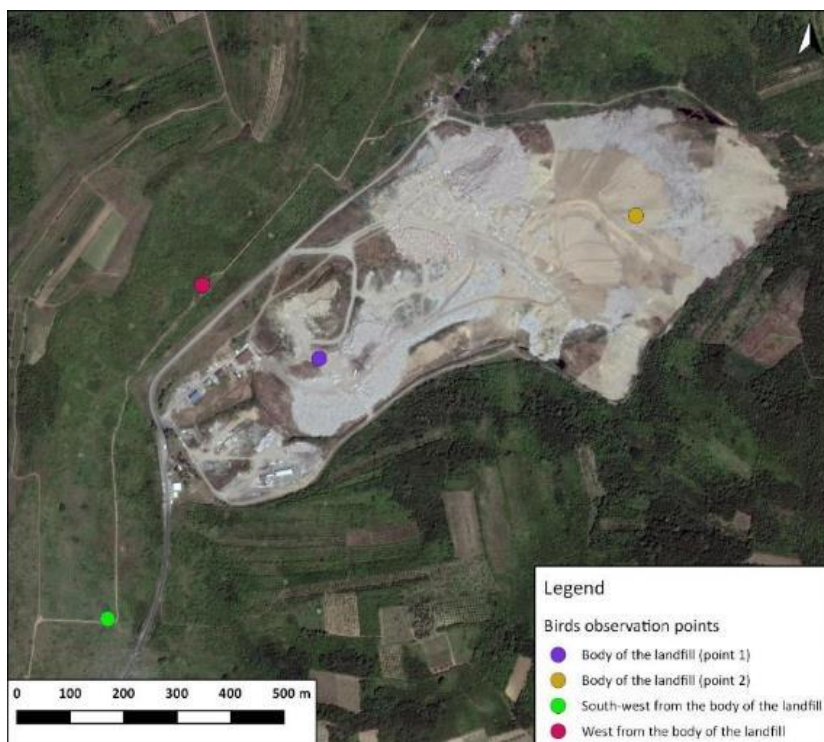 Legend
Birds observation points
Body of the landfill (point 1)
Body of the landfill (point 2)
South-west from the body of the landfill
West from the body of the landfill
0 100 200 300 400 500 m